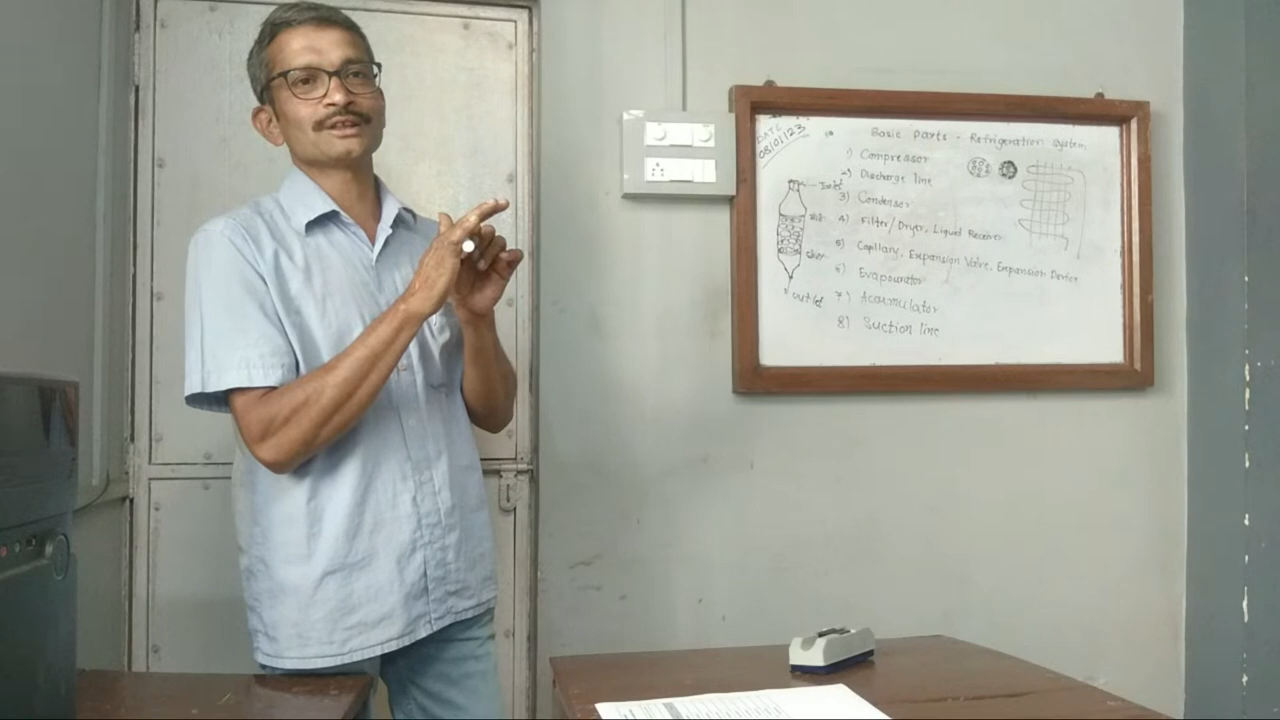 DATE
08/01/23
Basic Parts - Refrigeration System
1) Compressor
2) Discharge line
3) Condensor
4) Filter/Dryer, Liquid Receiver
5) Capillary, Expansion Valve, Expansion Device
6) Evaporator
7) Accumulator
8) Suction line
Inlet
outlet